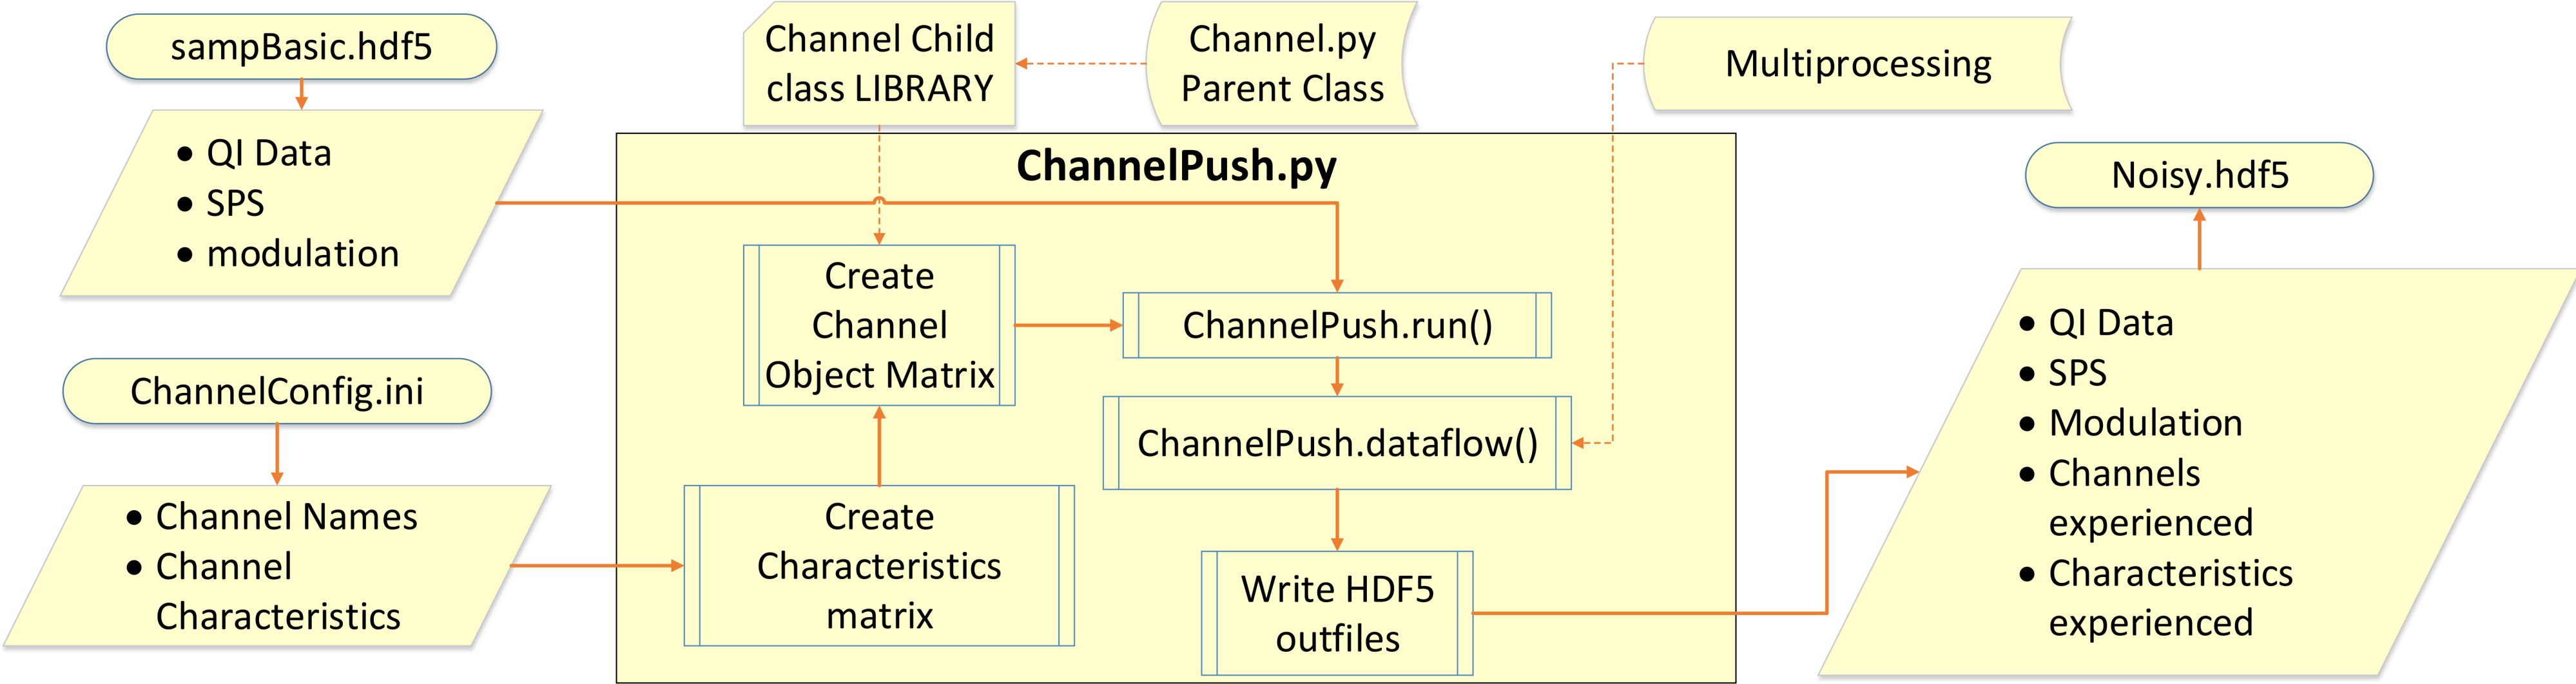 sampBasic.hdf5
• QI Data
• SPS
• modulation
ChannelConfig.ini
• Channel Names
• Channel
Characteristics
Channel Child
class LIBRARY
Channel.py
Parent Class
Multiprocessing
ChannelPush.py
Create
Channel
Object Matrix
Create
Characteristics
matrix
ChannelPush.run()
ChannelPush.dataflow()
Write HDF5
outfiles
Noisy.hdf5
• QI Data
• SPS
• Modulation
• Channels
experienced
• Characteristics
experienced